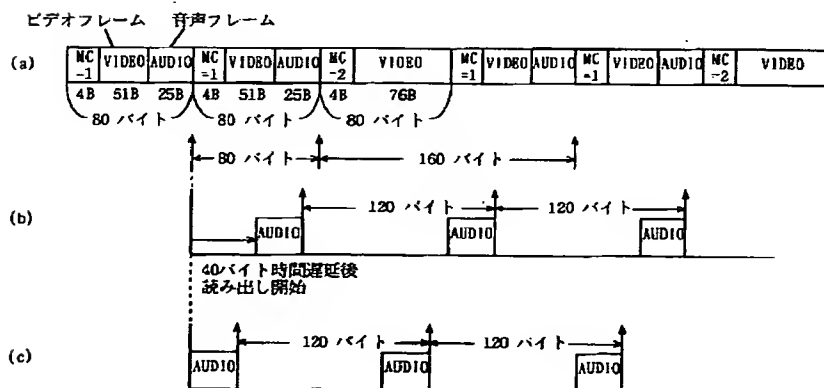 ビデオフレーム 音声フレーム
(a) MC=1 VIDEO AUDIO MC=1 VIDEO AUDIO MC=2 VIDEO MC=1 VIDEO AUDIO MC=1 VIDEO AUDIO MC=2 VIDEO
4B 51B 25B 4B 51B 25B 4B 76B
80 バイト 80 バイト 80 バイト
80 バイト 160 バイト
120 バイト 120 バイト
(b) AUDIO AUDIO AUDIO
40バイト時間遅延後
読み出し開始
120 バイト 120 バイト
(c) AUDIO AUDIO AUDIO